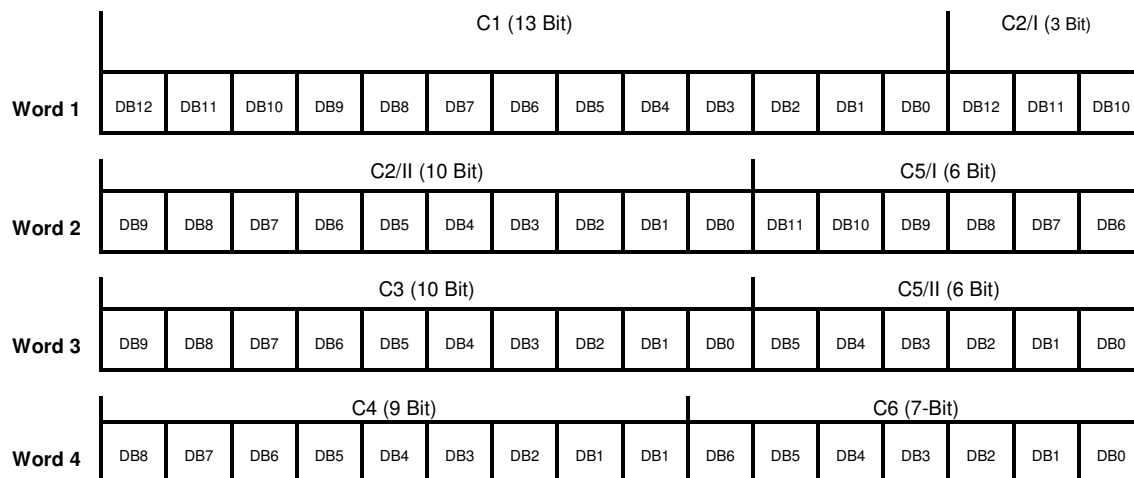 C1 (13 Bit) C2/I (3 Bit)
Word 1 DB12 DB11 DB10 DB9 DB8 DB7 DB6 DB5 DB4 DB3 DB2 DB1 DB0 DB12 DB11 DB10
C2/II (10 Bit) C5/I (6 Bit)
Word 2 DB9 DB8 DB7 DB6 DB5 DB4 DB3 DB2 DB1 DB0 DB11 DB10 DB9 DB8 DB7 DB6
C3 (10 Bit) C5/II (6 Bit)
Word 3 DB9 DB8 DB7 DB6 DB5 DB4 DB3 DB2 DB1 DB0 DB5 DB4 DB3 DB2 DB1 DB0
C4 (9 Bit) C6 (7-Bit)
Word 4 DB8 DB7 DB6 DB5 DB4 DB3 DB2 DB1 DB1 DB6 DB5 DB4 DB3 DB2 DB1 DB0